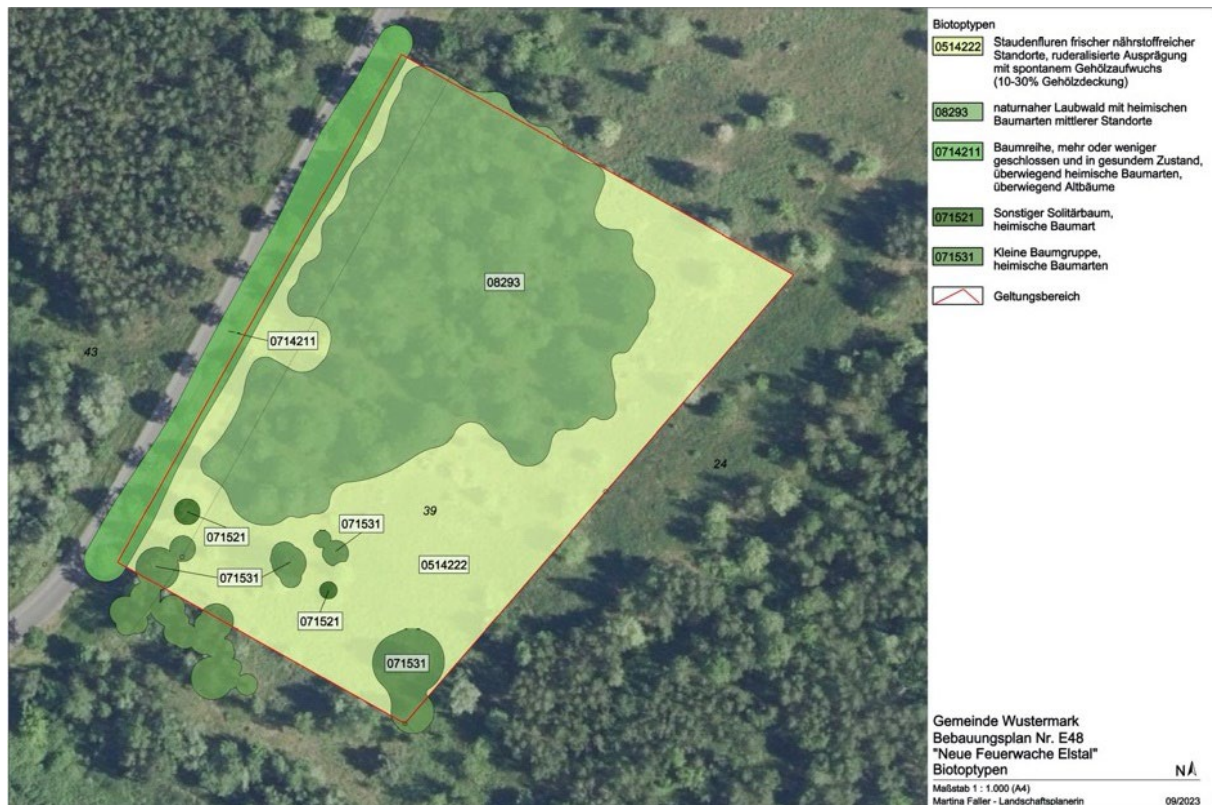 Biotoptypen
0514222
Staudenfluren frischer nährstoffreicher
Standorte, ruderalisierte Ausprägung
mit spontanem Gehölzaufwuchs
(10-30% Gehölzdeckung)
08293
naturnaher Laubwald mit heimischen
Baumarten mittlerer Standorte
0714211
Baumreihe, mehr oder weniger
geschlossen und in gesundem Zustand,
überwiegend heimische Baumarten,
überwiegend Altbäume
071521
Sonstiger Solitärbaum,
heimische Baumart
071531
Kleine Baumgruppe,
heimische Baumarten
Geltungsbereich
08293
0714211
43
24
39
071521
071531
0514222
071531
071521
071531
Gemeinde Wustermark
Bebauungsplan Nr. E48
"Neue Feuerwache Elstal"
Biotoptypen
N
Maßstab 1 : 1.000 (A4)
Martina Faller - Landschaftsplanerin
09/2023